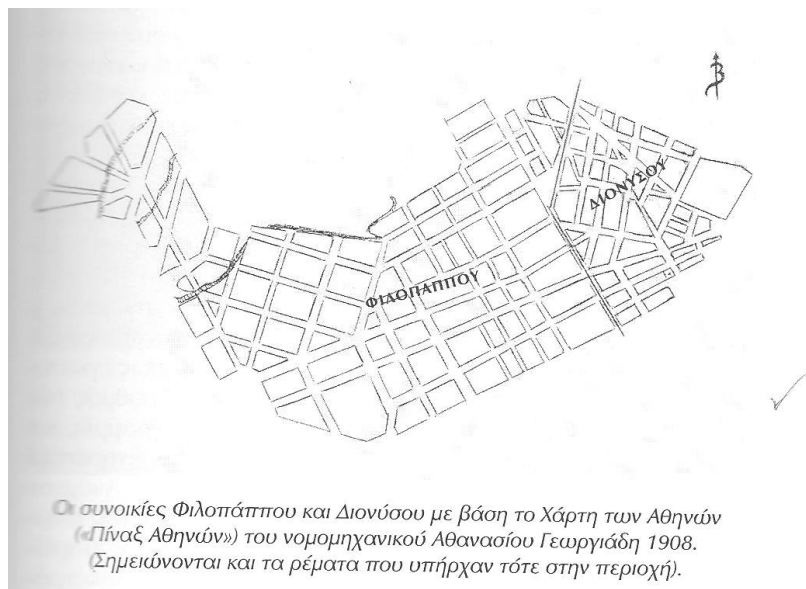 Β
ΔΙΟΝΥΣΟΥ
ΦΙΛΟΠΑΠΠΟΥ
Οι συνοικίες Φιλοπάππου και Διονύσου με βάση το Χάρτη των Αθηνών
(«Πίναξ Αθηνών») του νομομηχανικού Αθανασίου Γεωργιάδη 1908.
(Σημειώνονται και τα ρέματα που υπήρχαν τότε στην περιοχή).